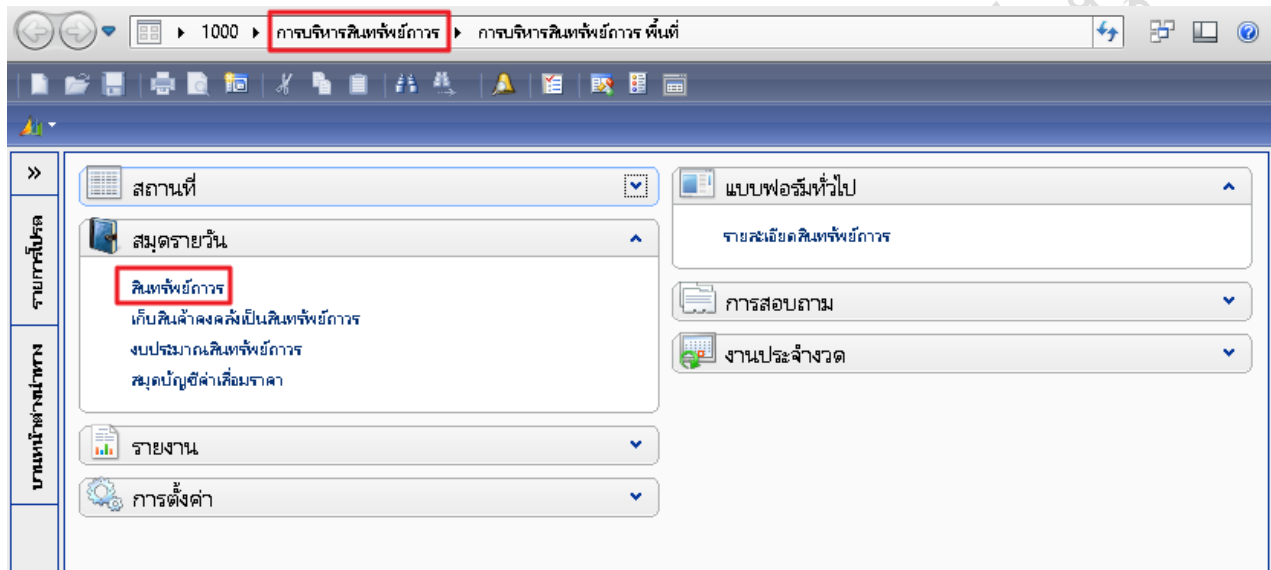 1000 การบริหารสินทรัพย์ถาวร การบริหารสินทรัพย์ถาวร พื้นที่
»
รายการโปรด
บานหน้าต่างนำทาง
สถานที่
สมุดรายวัน
สินทรัพย์ถาวร
เก็บสินค้าคงคลังเป็นสินทรัพย์ถาวร
งบประมาณสินทรัพย์ถาวร
สมุดบัญชีค่าเสื่อมราคา
รายงาน
การตั้งค่า
แบบฟอร์มทั่วไป
รายละเอียดสินทรัพย์ถาวร
การสอบถาม
งานประจำงวด